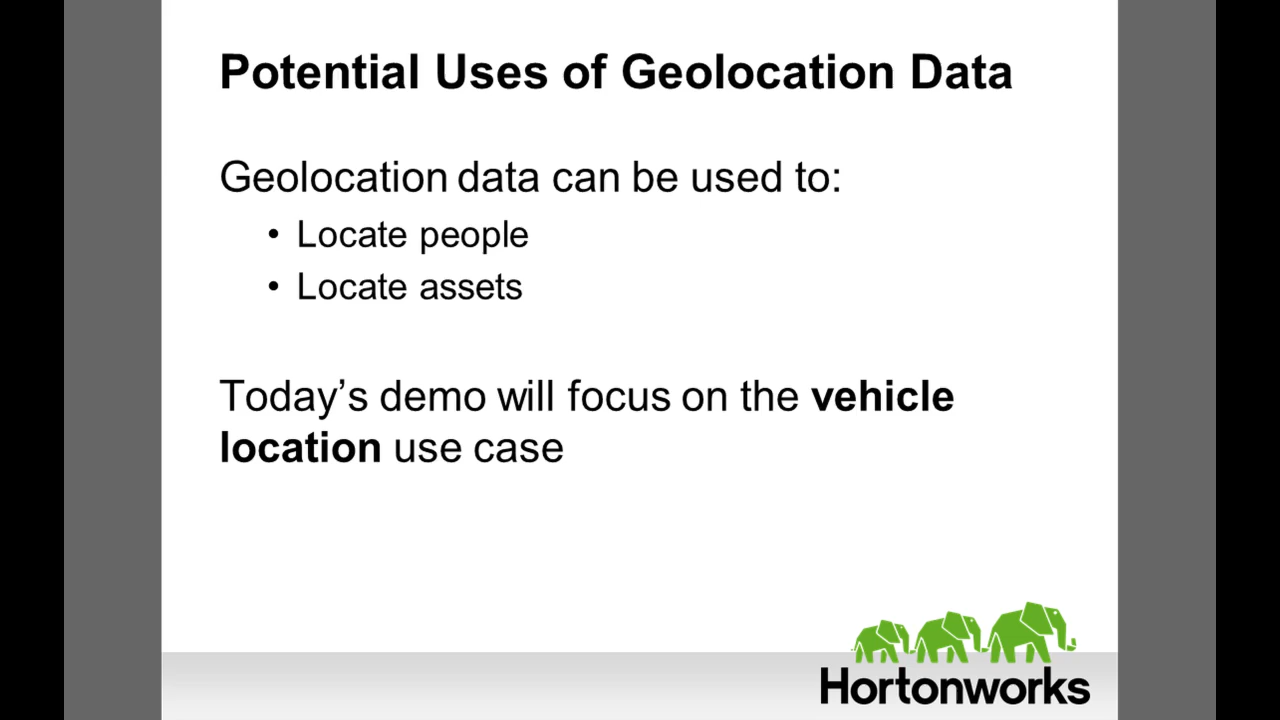 Potential Uses of Geolocation Data
Geolocation data can be used to:
• Locate people
• Locate assets
Today’s demo will focus on the vehicle
location use case
Hortonworks